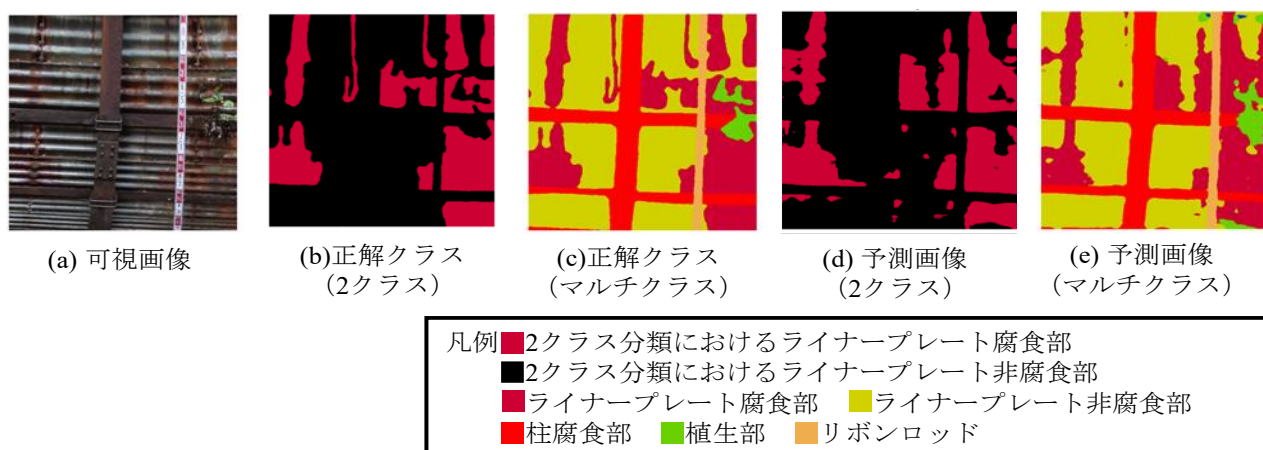 (a) 可視画像
(b)正解クラス
（2クラス）
(c)正解クラス
（マルチクラス）
(d) 予測画像
（2クラス）
(e) 予測画像
（マルチクラス）
凡例 2クラス分類におけるライナープレート腐食部
2クラス分類におけるライナープレート非腐食部
ライナープレート腐食部 ライナープレート非腐食部
柱腐食部 植生部 リボンロッド